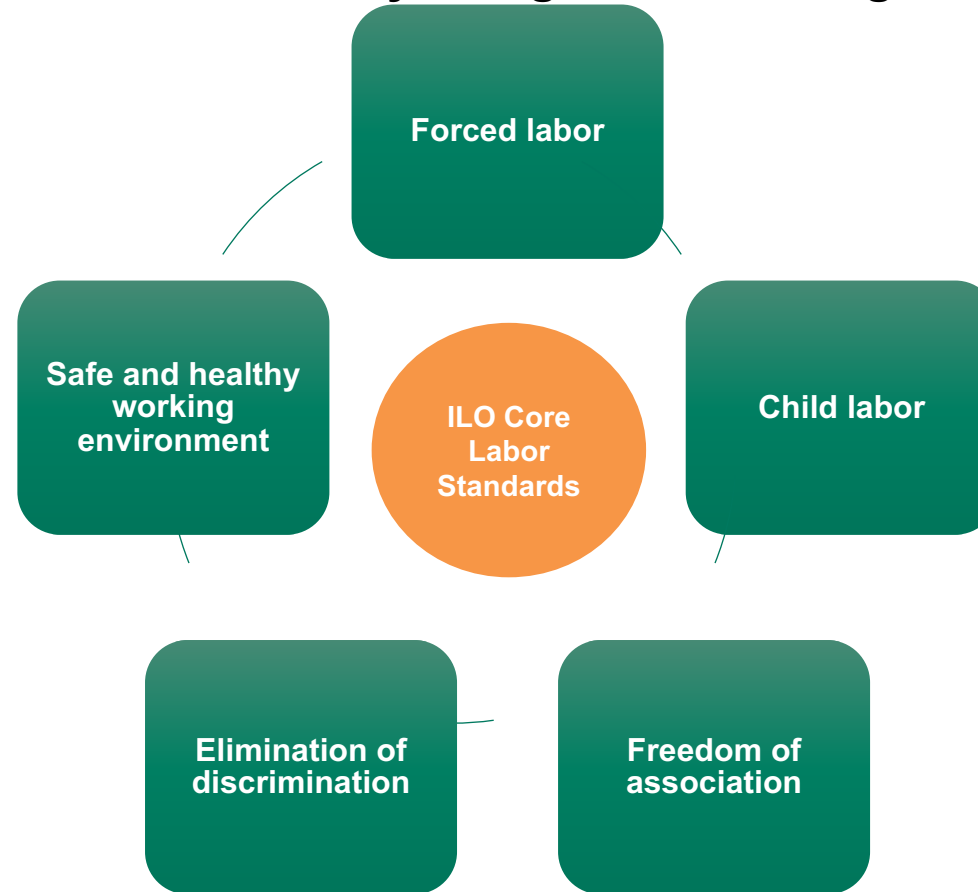 Forced labor
Safe and healthy
working
environment
ILO Core
Labor
Standards
Child labor
Elimination of
discrimination
Freedom of
association